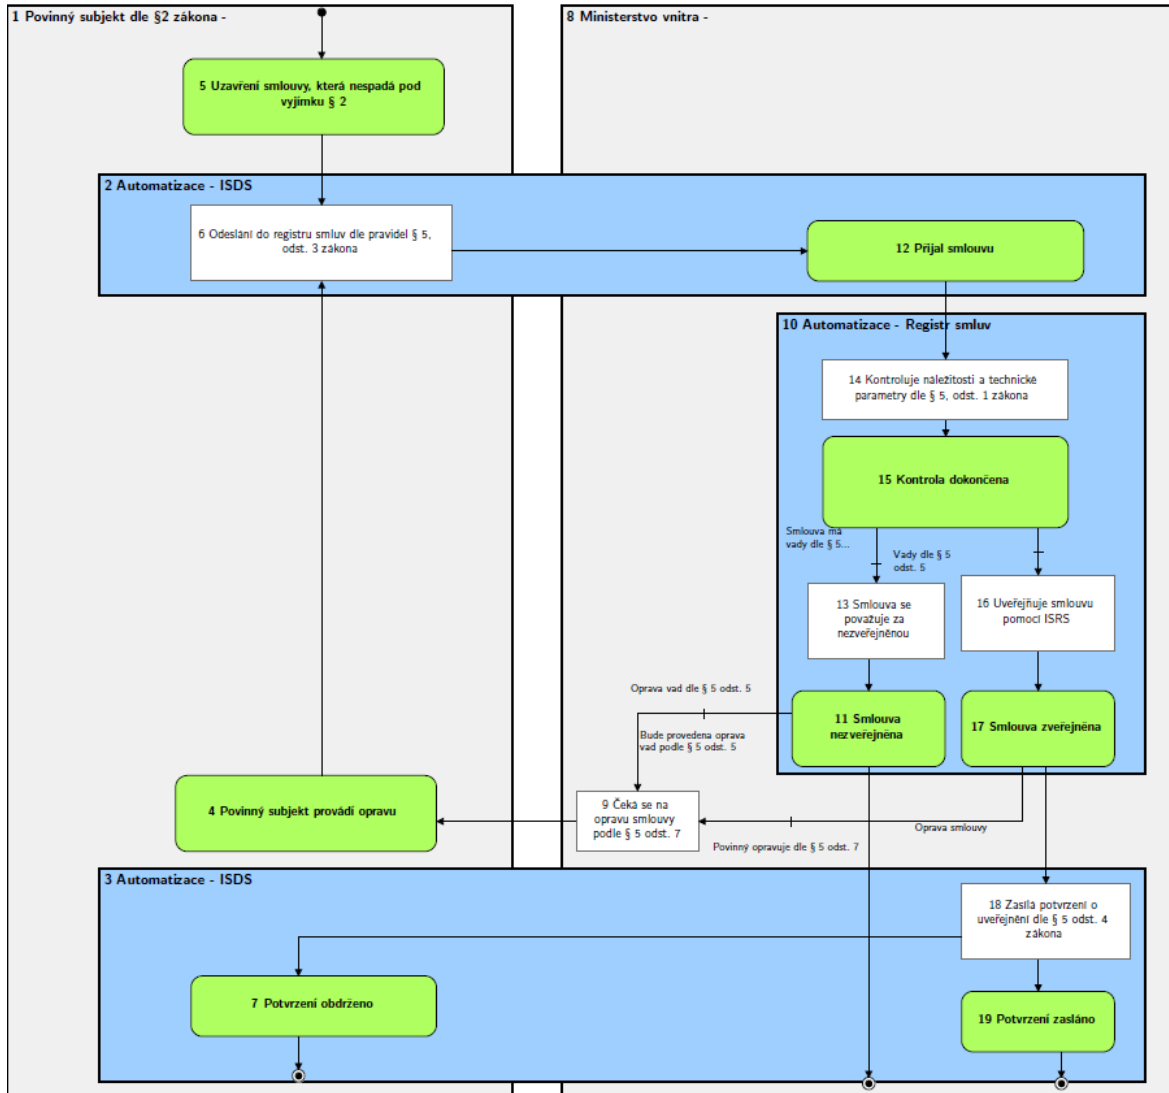 1 Povinný subjekt dle §2 zákona -
8 Ministerstvo vnitra -
5 Uzavření smlouvy, která nespadá pod
vyjímku § 2
2 Automatizace - ISDS
6 Odeslání do registru smluv dle pravidel § 5,
odst. 3 zákona
12 Přijal smlouvu
10 Automatizace - Registr smluv
14 Kontroluje náležitosti a technické
parametry dle § 5, odst. 1 zákona
15 Kontrola dokončena
Smlouva má
vady dle § 5...
Vady dle § 5
odst. 5
13 Smlouva se
považuje za
nezveřejněnou
16 Uveřejňuje smlouvu
pomocí ISRS
Oprava vad dle § 5 odst. 5
11 Smlouva
nezveřejněna
17 Smlouva zveřejněna
Bude provedena oprava
vad podle § 5 odst. 5
4 Povinný subjekt provádí opravu
9 Čeká se na
opravu smlouvy
podle § 5 odst. 7
Oprava smlouvy
Povinný opravuje dle § 5 odst. 7
3 Automatizace - ISDS
18 Zasílá potvrzení o
uveřejnění dle § 5 odst. 4
zákona
7 Potvrzení obdrženo
19 Potvrzení zasláno